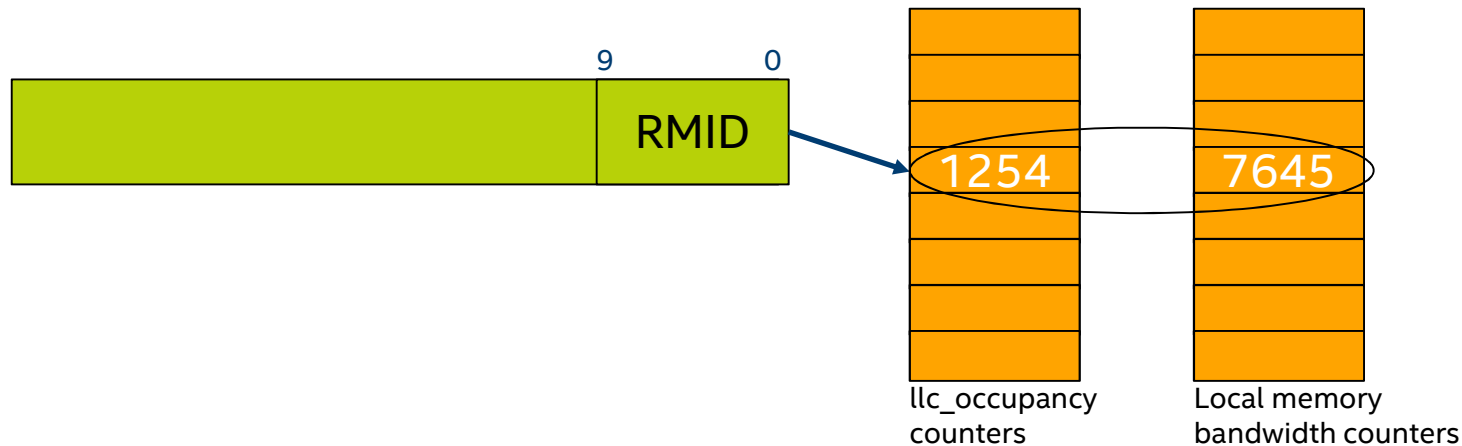 9 0
RMID
1254 7645
llc_occupancy
counters
Local memory
bandwidth counters